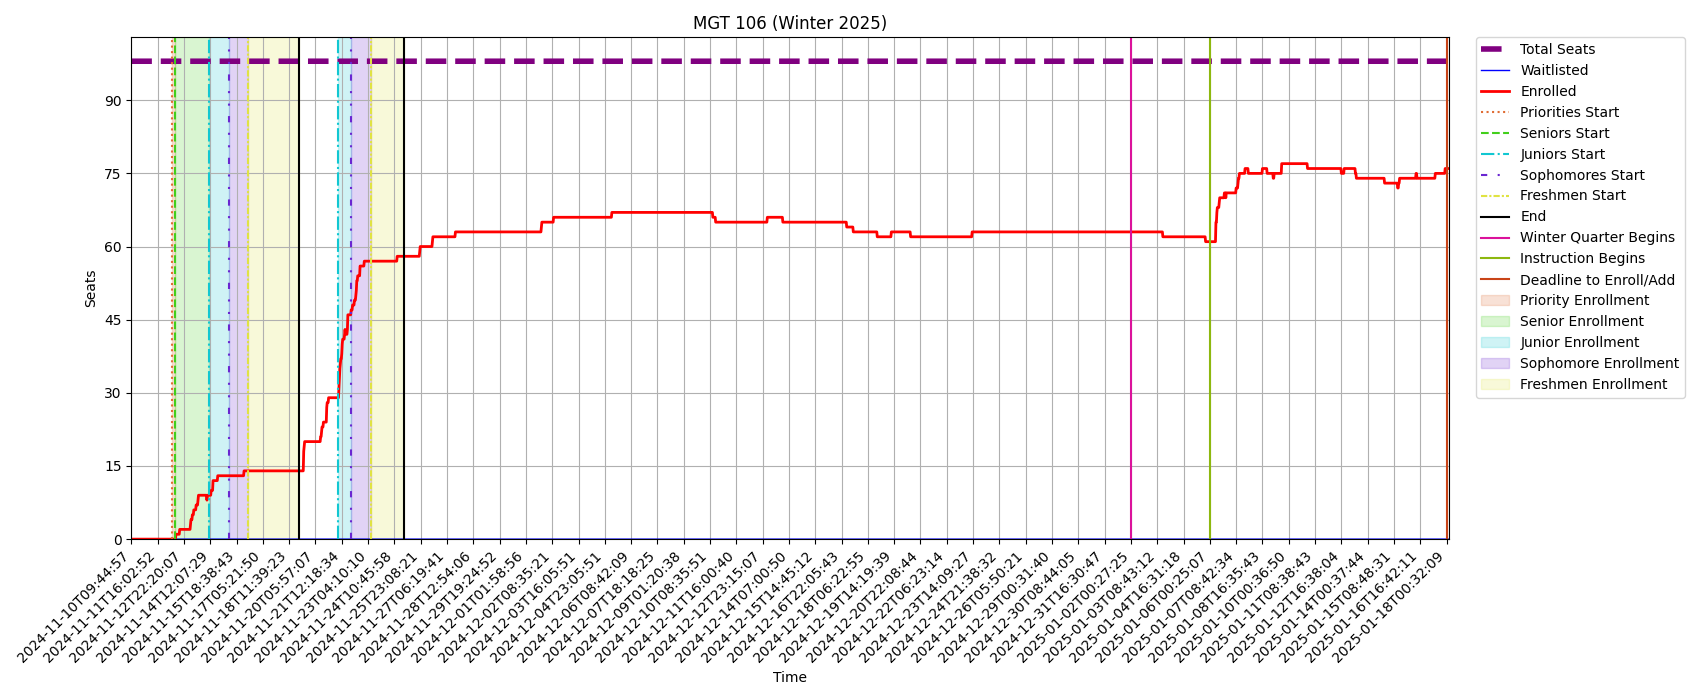 MGT 106 (Winter 2025)
Seats
90
75
60
45
30
15
0
2024-11-10T09:44:57
2024-11-11T16:02:52
2024-11-12T22:20:07
2024-11-14T12:07:29
2024-11-15T18:38:43
2024-11-17T05:21:50
2024-11-18T11:39:23
2024-11-20T05:57:07
2024-11-21T12:18:34
2024-11-23T04:10:10
2024-11-24T10:45:58
2024-11-25T23:08:21
2024-11-27T06:19:41
2024-11-28T12:54:06
2024-11-29T19:24:52
2024-12-01T01:58:56
2024-12-02T08:35:21
2024-12-03T16:05:51
2024-12-04T23:05:51
2024-12-06T08:42:09
2024-12-07T18:18:25
2024-12-09T01:20:38
2024-12-10T08:35:51
2024-12-11T16:00:40
2024-12-12T23:15:07
2024-12-14T07:00:50
2024-12-15T14:45:12
2024-12-16T22:05:43
2024-12-18T06:22:55
2024-12-19T14:19:39
2024-12-20T22:08:44
2024-12-22T06:23:14
2024-12-23T14:09:27
2024-12-24T21:38:32
2024-12-26T05:50:21
2024-12-29T00:31:40
2024-12-30T08:44:05
2024-12-31T16:30:47
2025-01-02T00:27:25
2025-01-03T08:43:12
2025-01-04T16:31:18
2025-01-06T00:25:07
2025-01-07T08:42:34
2025-01-08T16:35:43
2025-01-10T00:36:50
2025-01-11T08:38:43
2025-01-12T16:38:04
2025-01-14T00:37:44
2025-01-15T08:48:31
2025-01-16T16:42:11
2025-01-18T00:32:09
Time
Total Seats
Waitlisted
Enrolled
Priorities Start
Seniors Start
Juniors Start
Sophomores Start
Freshmen Start
End
Winter Quarter Begins
Instruction Begins
Deadline to Enroll/Add
Priority Enrollment
Senior Enrollment
Junior Enrollment
Sophomore Enrollment
Freshmen Enrollment